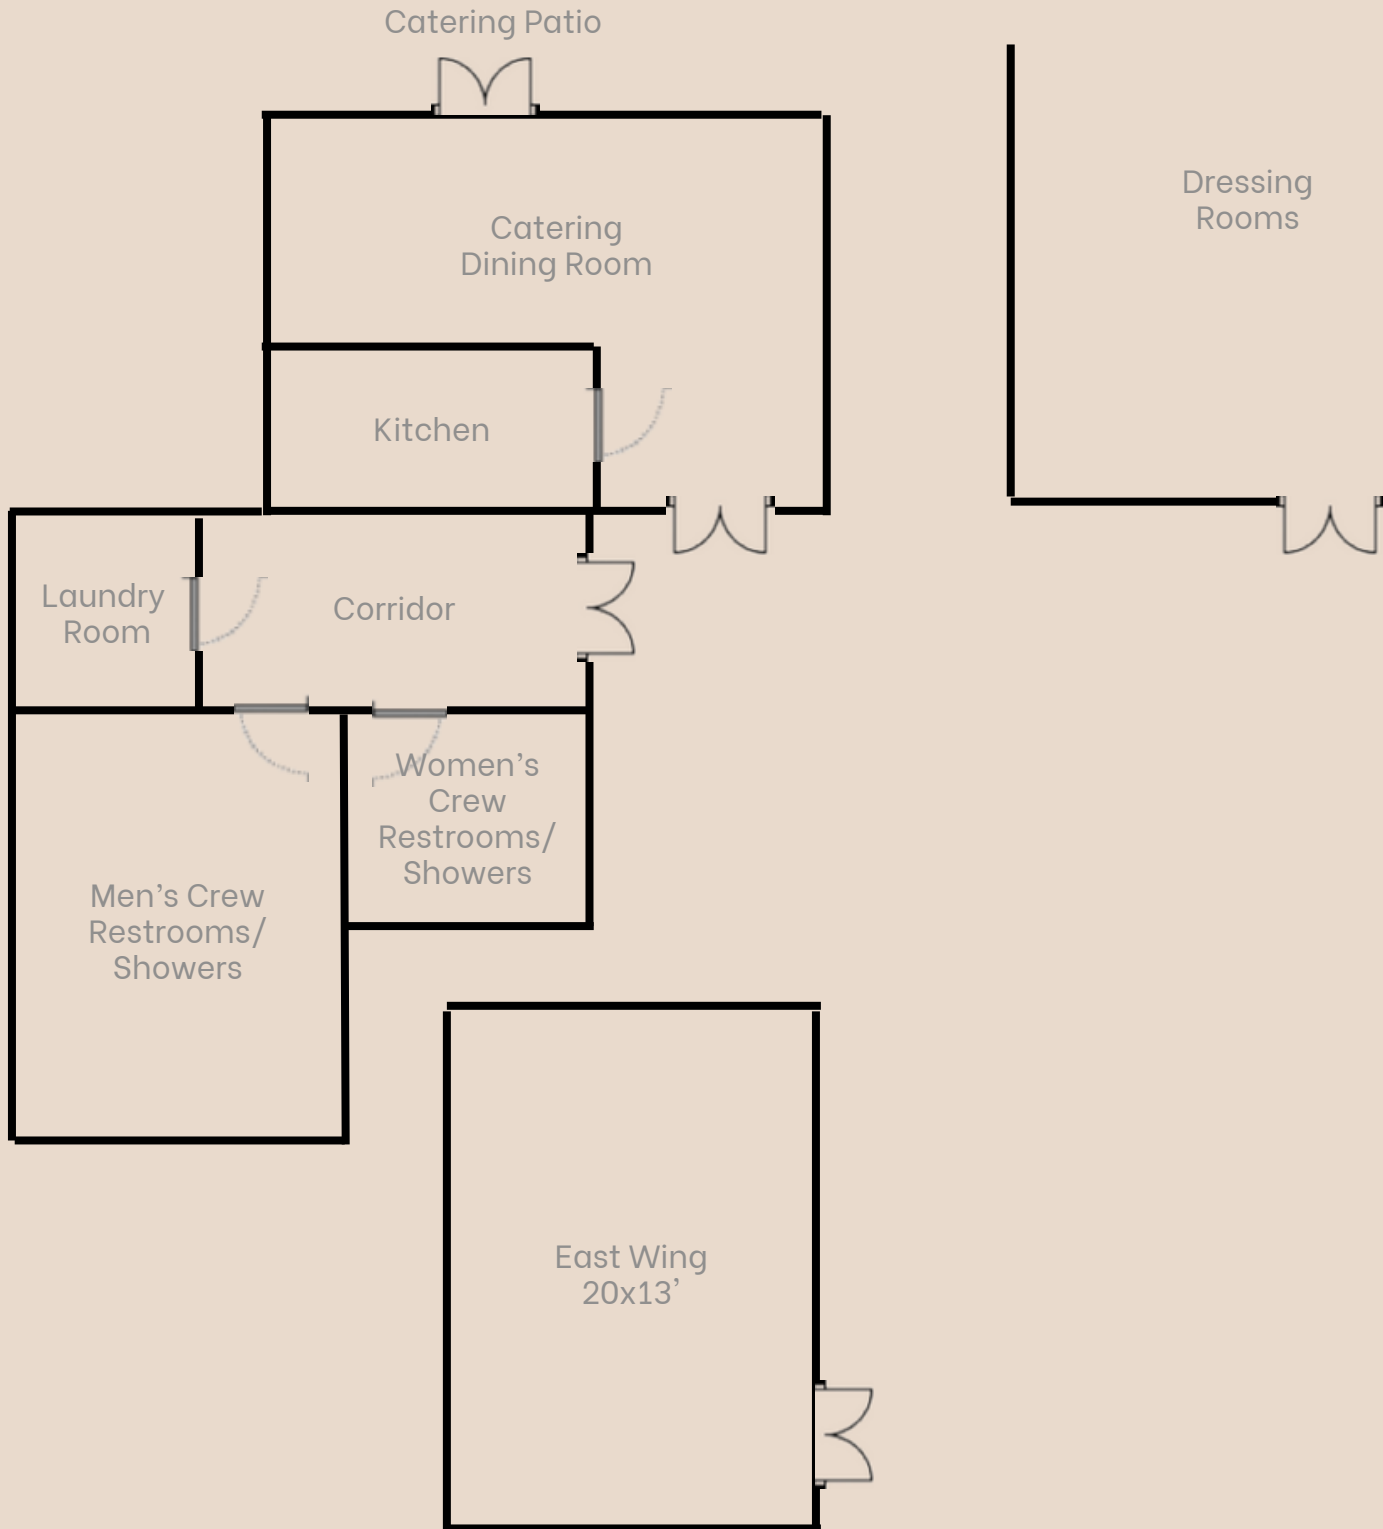 Catering Patio
Dressing
Rooms
Catering
Dining Room
Kitchen
Laundry
Room
Corridor
Women's
Crew
Restrooms/
Showers
Men's Crew
Restrooms/
Showers
East Wing
20x13'